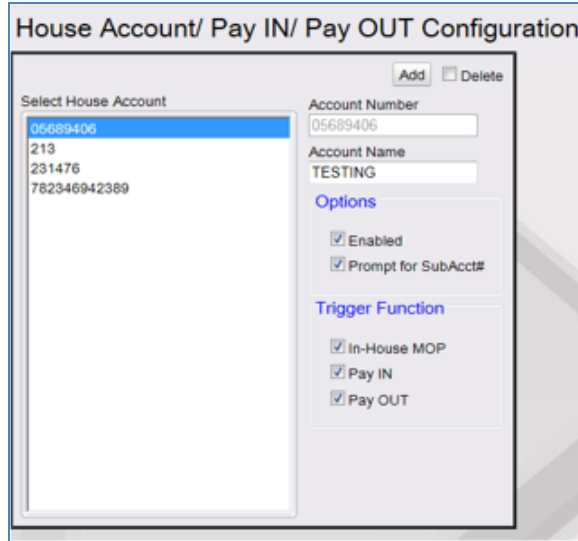 House Account/ Pay IN/ Pay OUT Configuration
Add Delete
Select House Account
05689406
213
231476
782346942389
Account Number
05689406
Account Name
TESTING
Options
Enabled
Prompt for SubAcct#
Trigger Function
In-House MOP
Pay IN
Pay OUT